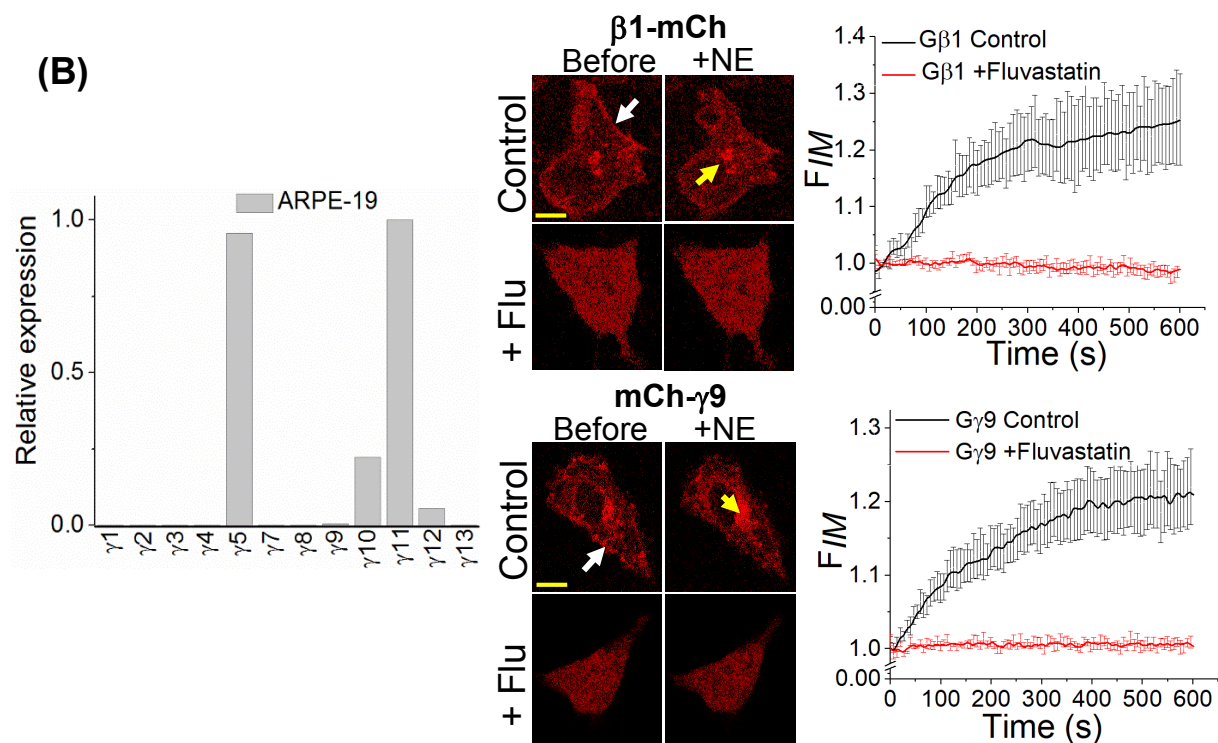 (B)
ARPE-19
Relative expression
1.0
0.5
0.0
γ1 γ2 γ3 γ4 γ5 γ7 γ8 γ9 γ10 γ11 γ12 γ13
β1-mCh
Before +NE
Control
+ Flu
mCh-γ9
Before +NE
Control
+ Flu
Gβ1 Control
Gβ1 +Fluvastatin
FIM
1.4
1.3
1.2
1.1
1.0
0.00
0 100 200 300 400 500 600
Time (s)
Gγ9 Control
Gγ9 +Fluvastatin
FIM
1.3
1.2
1.1
1.0
0.00
0 100 200 300 400 500 600
Time (s)